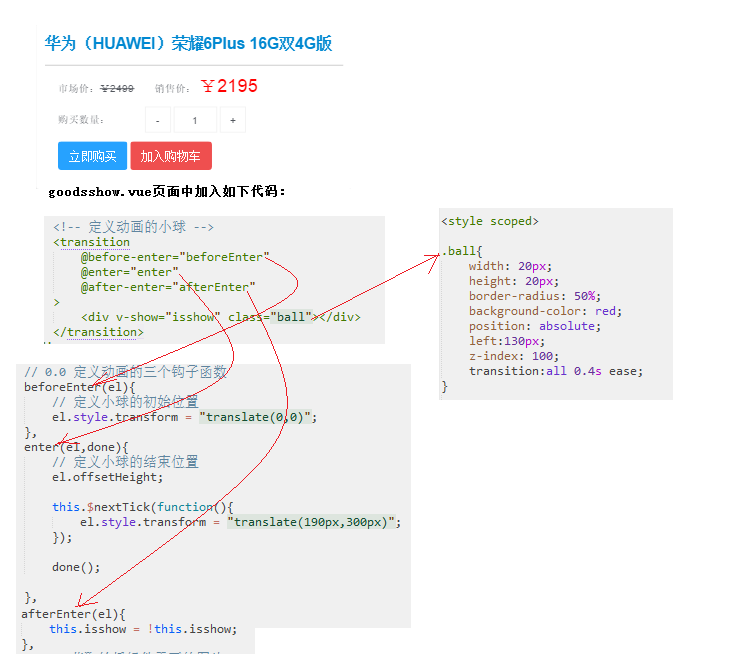 华为（HUAWEI）荣耀6Plus 16G双4G版
市场价：￥2499 销售价：￥2195
购买数量： - 1 +
立即购买 加入购物车
goodsshow.vue页面中加入如下代码：
<!-- 定义动画的小球 -->
<transition
@before-enter="beforeEnter"
@enter="enter"
@after-enter="afterEnter"
>
<div v-show="isshow" class="ball"></div>
</transition>
<style scoped>
.ball{
width: 20px;
height: 20px;
border-radius: 50%;
background-color: red;
position: absolute;
left:130px;
z-index: 100;
transition:all 0.4s ease;
}
// 0.0 定义动画的三个钩子函数
beforeEnter(el){
// 定义小球的初始位置
el.style.transform = "translate(0,0)";
},
enter(el,done){
// 定义小球的结束位置
el.offsetHeight;
this.$nextTick(function(){
el.style.transform = "translate(190px,300px)";
});
done();
},
afterEnter(el){
this.isshow = !this.isshow;
},